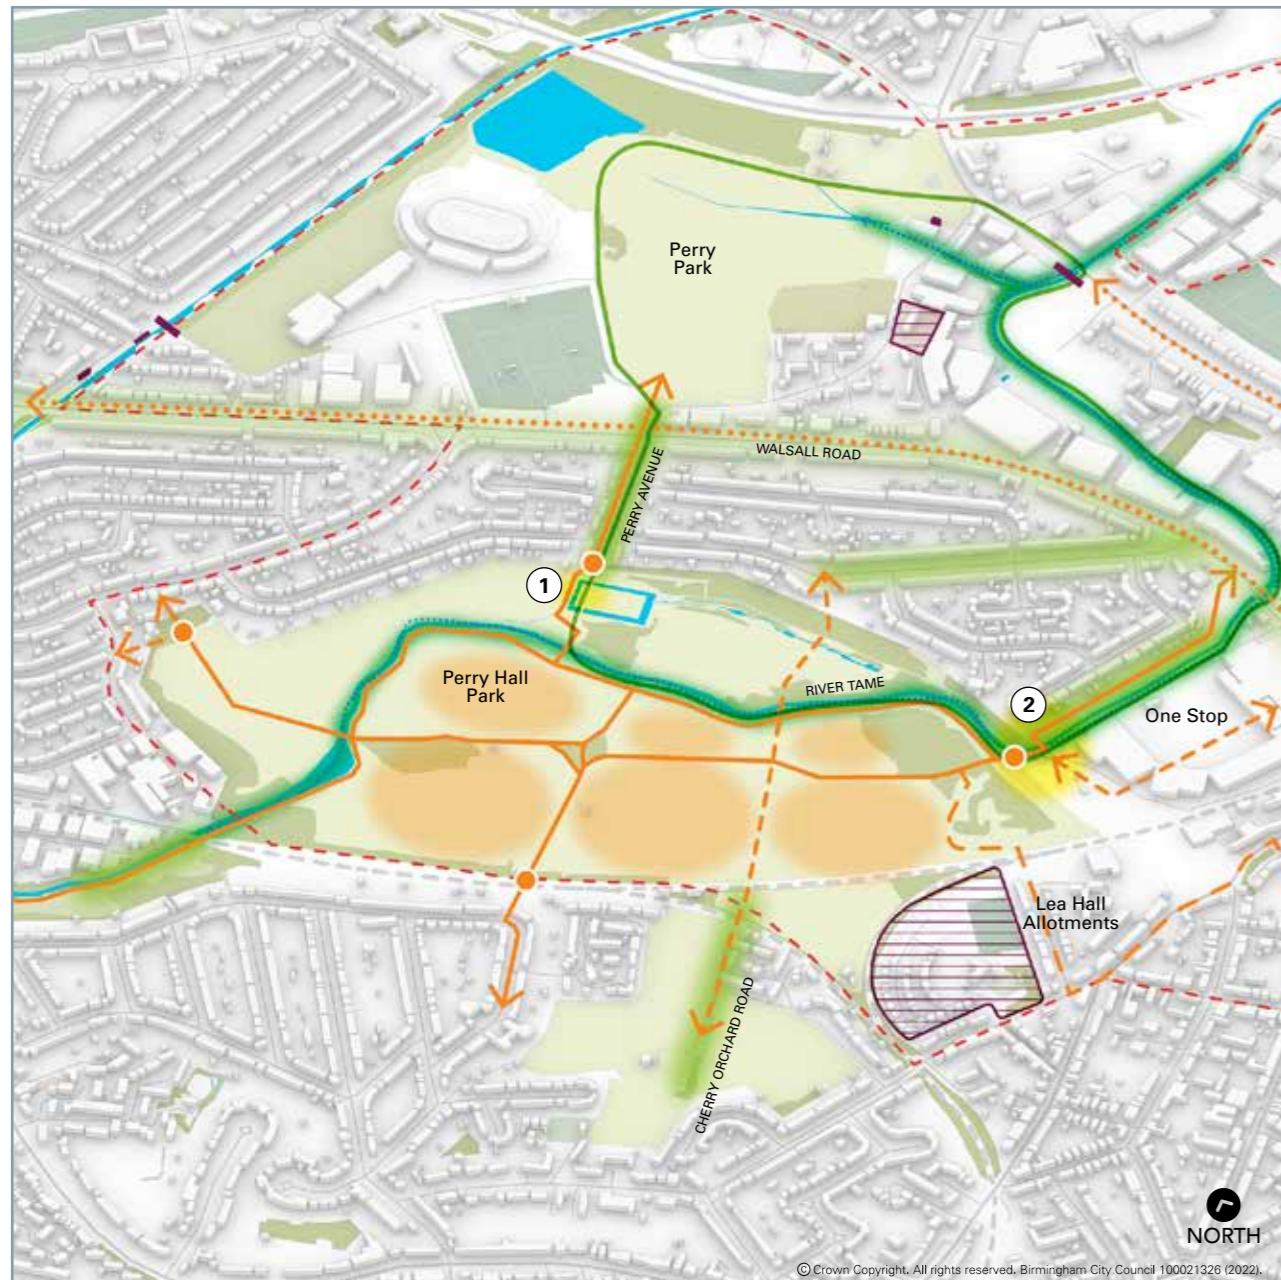 Perry
Park
WALSALL ROAD
PERRY AVENUE
1
Perry Hall
Park
RIVER TAME
2
One Stop
Lea Hall
Allotments
CHERRY ORCHARD ROAD
NORTH
© Crown Copyright. All rights reserved. Birmingham City Council 100021326 (2022).